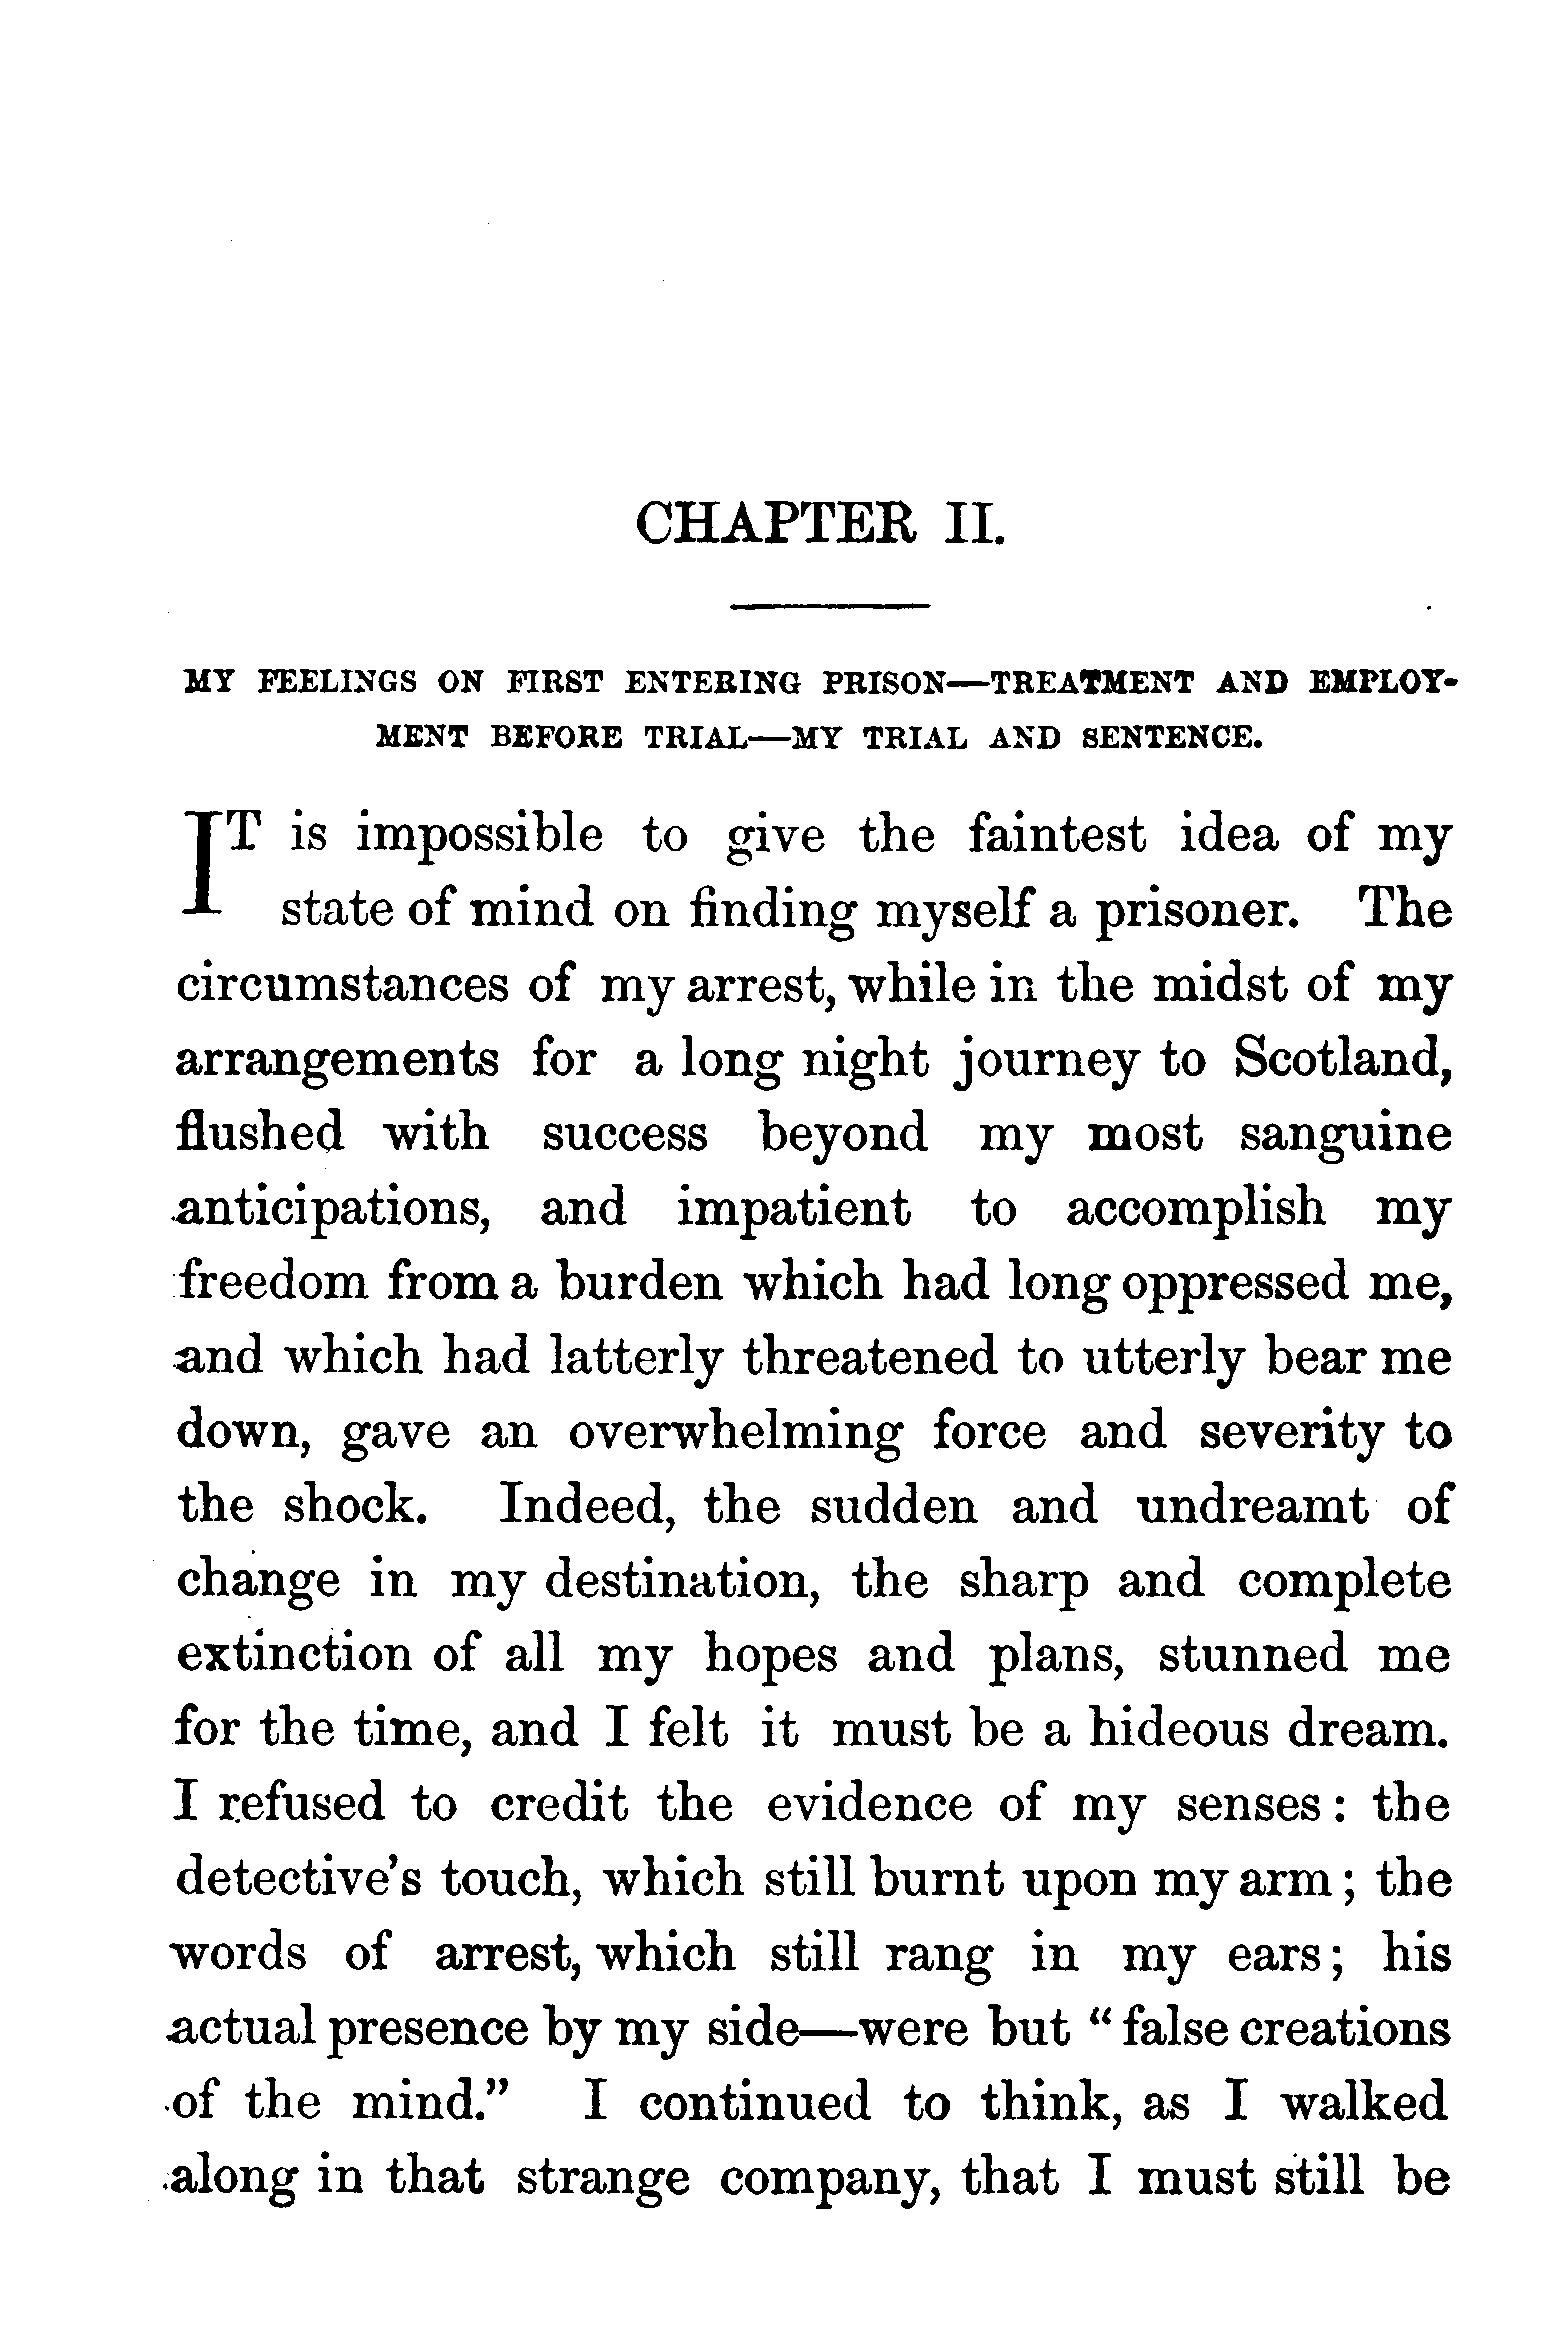 CHAPTER II.
MY FEELINGS ON FIRST ENTERING PRISON—TREATMENT AND EMPLOY-
MENT BEFORE TRIAL—MY TRIAL AND SENTENCE.
IT is impossible to give the faintest idea of my
state of mind on finding myself a prisoner. The
circumstances of my arrest, while in the midst of my
arrangements for a long night journey to Scotland,
flushed with success beyond my most sanguine
anticipations, and impatient to accomplish my
freedom from a burden which had long oppressed me,
and which had latterly threatened to utterly bear me
down, gave an overwhelming force and severity to
the shock. Indeed, the sudden and undreamt of
change in my destination, the sharp and complete
extinction of all my hopes and plans, stunned me
for the time, and I felt it must be a hideous dream.
I refused to credit the evidence of my senses: the
detective's touch, which still burnt upon my arm; the
words of arrest, which still rang in my ears; his
actual presence by my side—were but “false creations
of the mind.” I continued to think, as I walked
along in that strange company, that I must still be